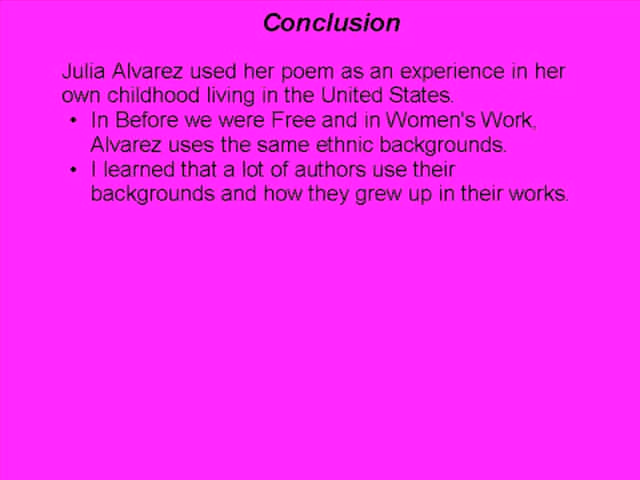 Conclusion
Julia Alvarez used her poem as an experience in her
own childhood living in the United States.
• In Before we were Free and in Women's Work,
Alvarez uses the same ethnic backgrounds.
• I learned that a lot of authors use their
backgrounds and how they grew up in their works.